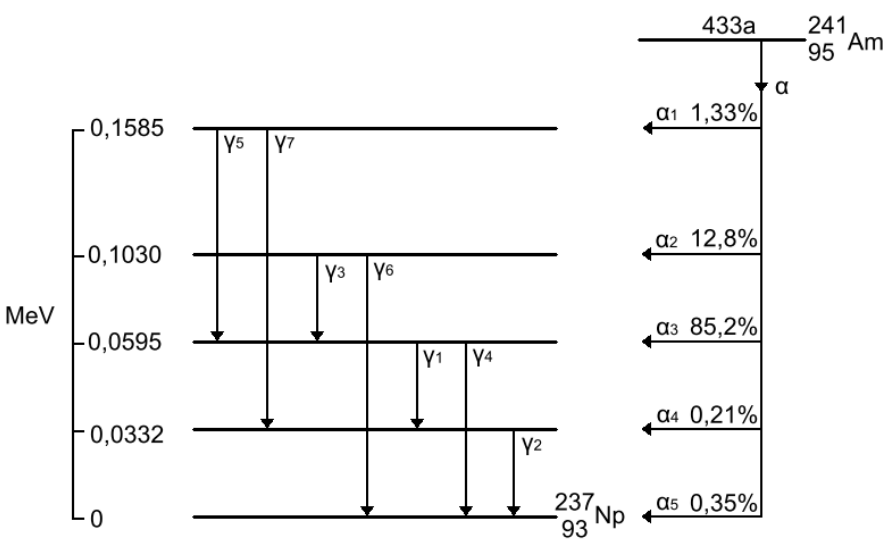 433a
241
95 Am
α
0,1585
γ5
γ7
α1 1,33%
0,1030
γ3
γ6
α2 12,8%
MeV
0,0595
γ1
γ4
α3 85,2%
0,0332
γ2
α4 0,21%
0
237
93 Np
α5 0,35%